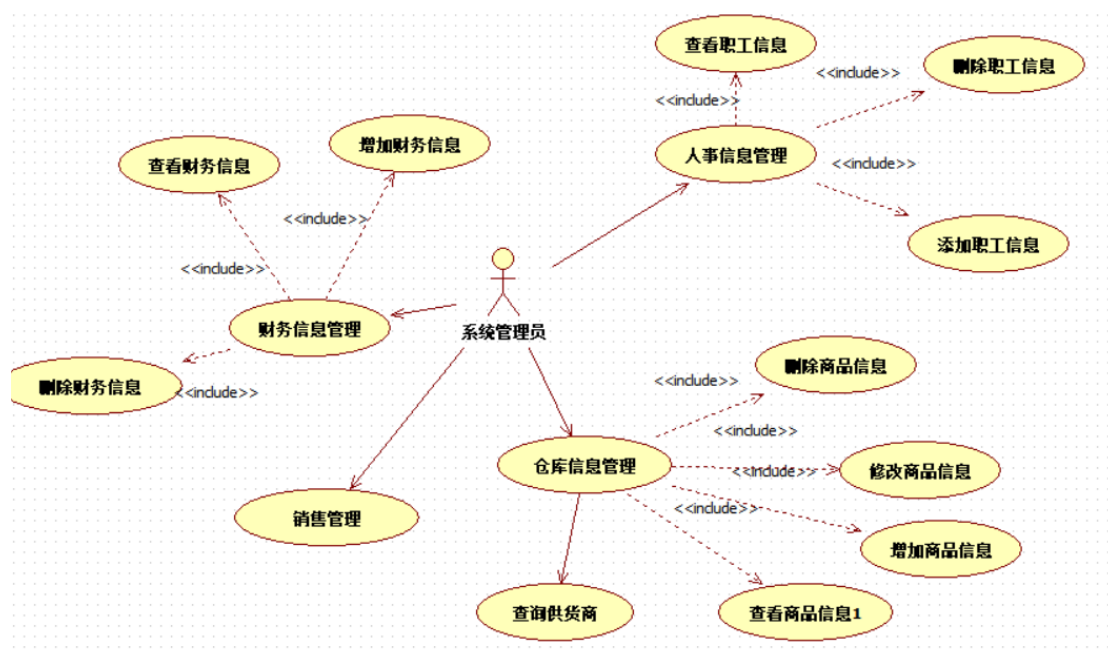 查看职工信息
<<include>>
删除职工信息
<<include>>
增加财务信息
查看财务信息
人事信息管理
<<include>>
<<include>>
添加职工信息
<<include>>
财务信息管理
系统管理员
删除财务信息
<<include>>
删除商品信息
<<include>>
<<include>>
仓库信息管理
<<include>>
修改商品信息
<<include>>
销售管理
增加商品信息
查询供货商
查看商品信息1